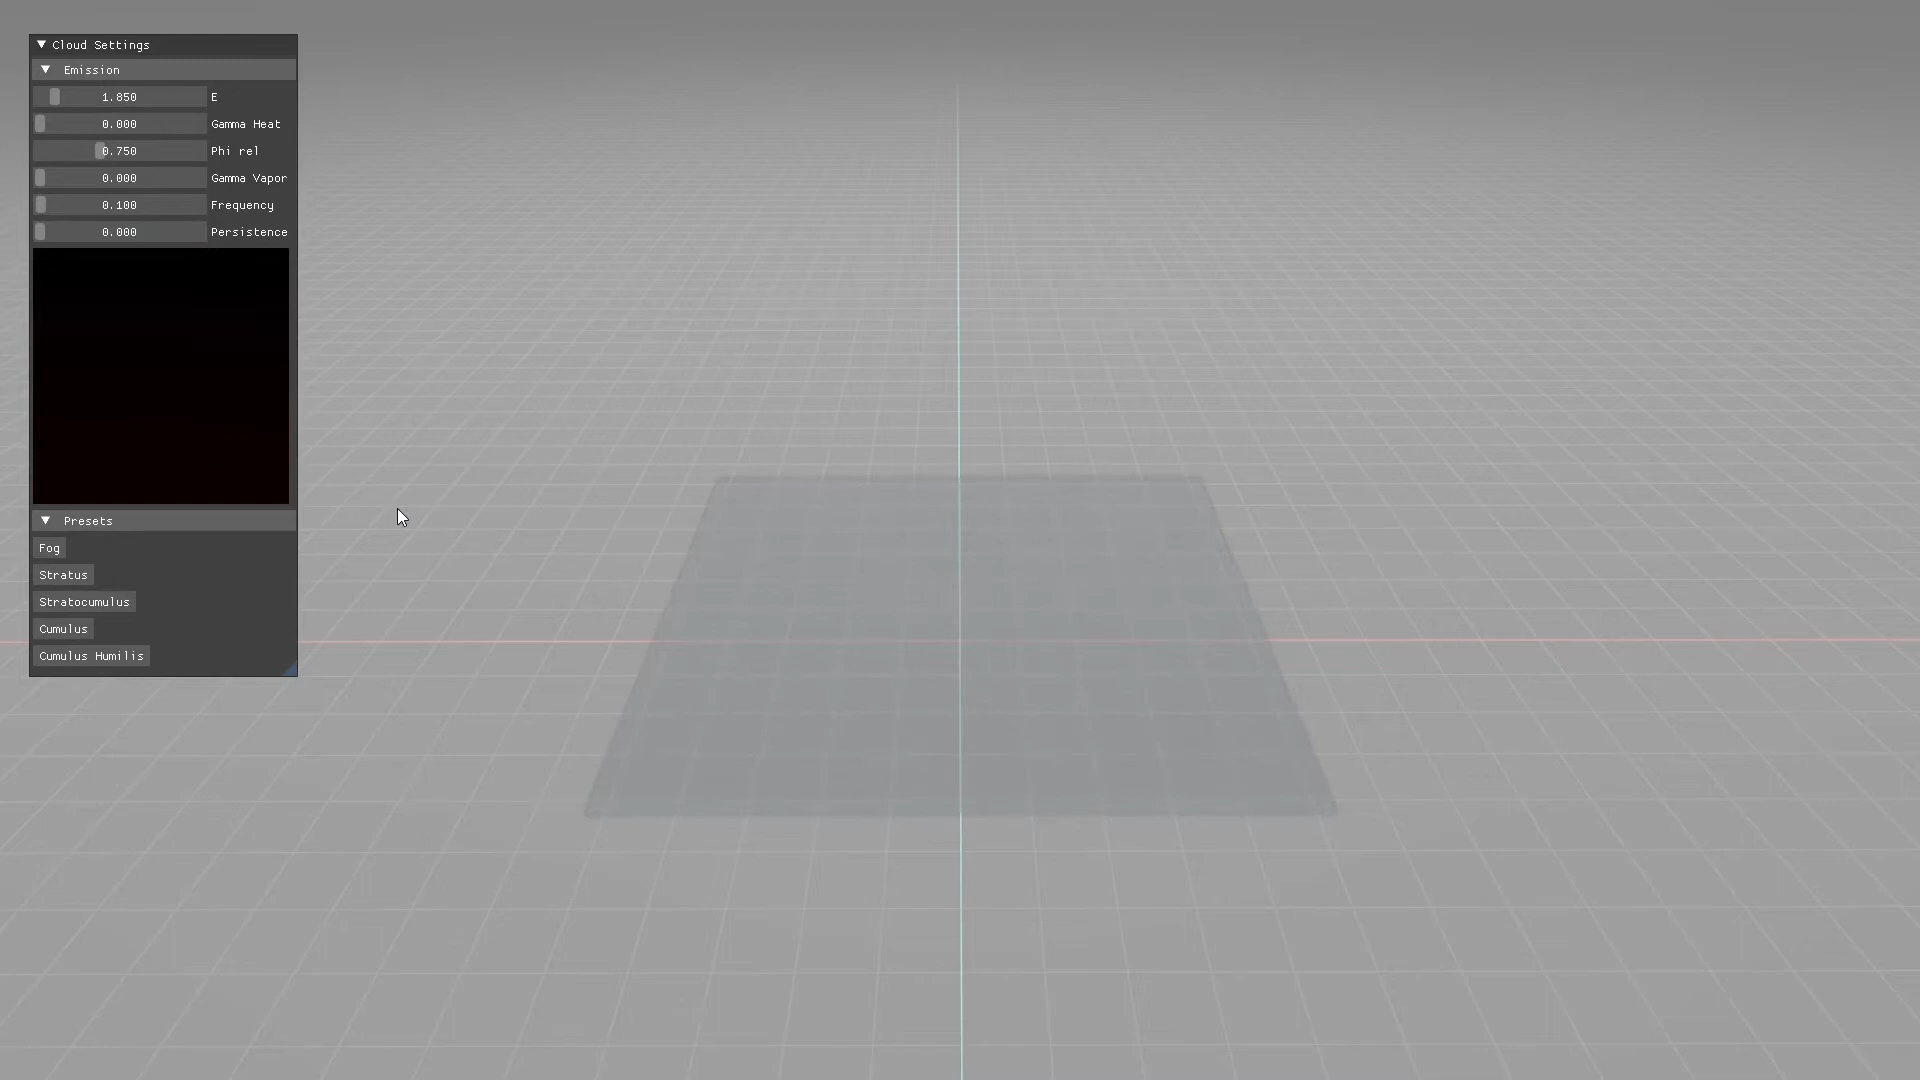 Cloud Settings
Emission
1.850 E
0.000 Gamma Heat
0.750 Phi rel
0.000 Gamma Vapor
0.100 Frequency
0.000 Persistence
Presets
Fog
Stratus
Stratocumulus
Cumulus
Cumulus Humilis